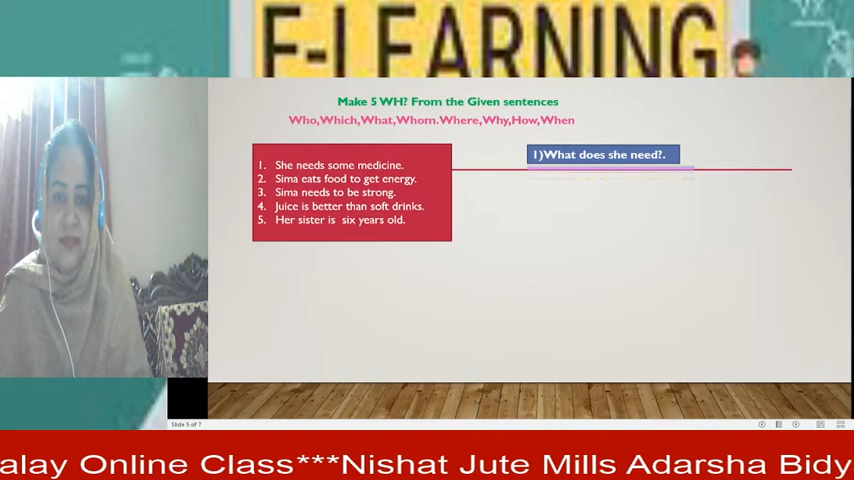 E-LEARNING
Make 5 WH? From the Given sentences
Who,Which,What,Whom.Where,Why,How,When
1. She needs some medicine.
2. Sima eats food to get energy.
3. Sima needs to be strong.
4. Juice is better than soft drinks.
5. Her sister is six years old.
1)What does she need?.
Slide 5 of 7
alay Online Class***Nishat Jute Mills Adarsha Bidy